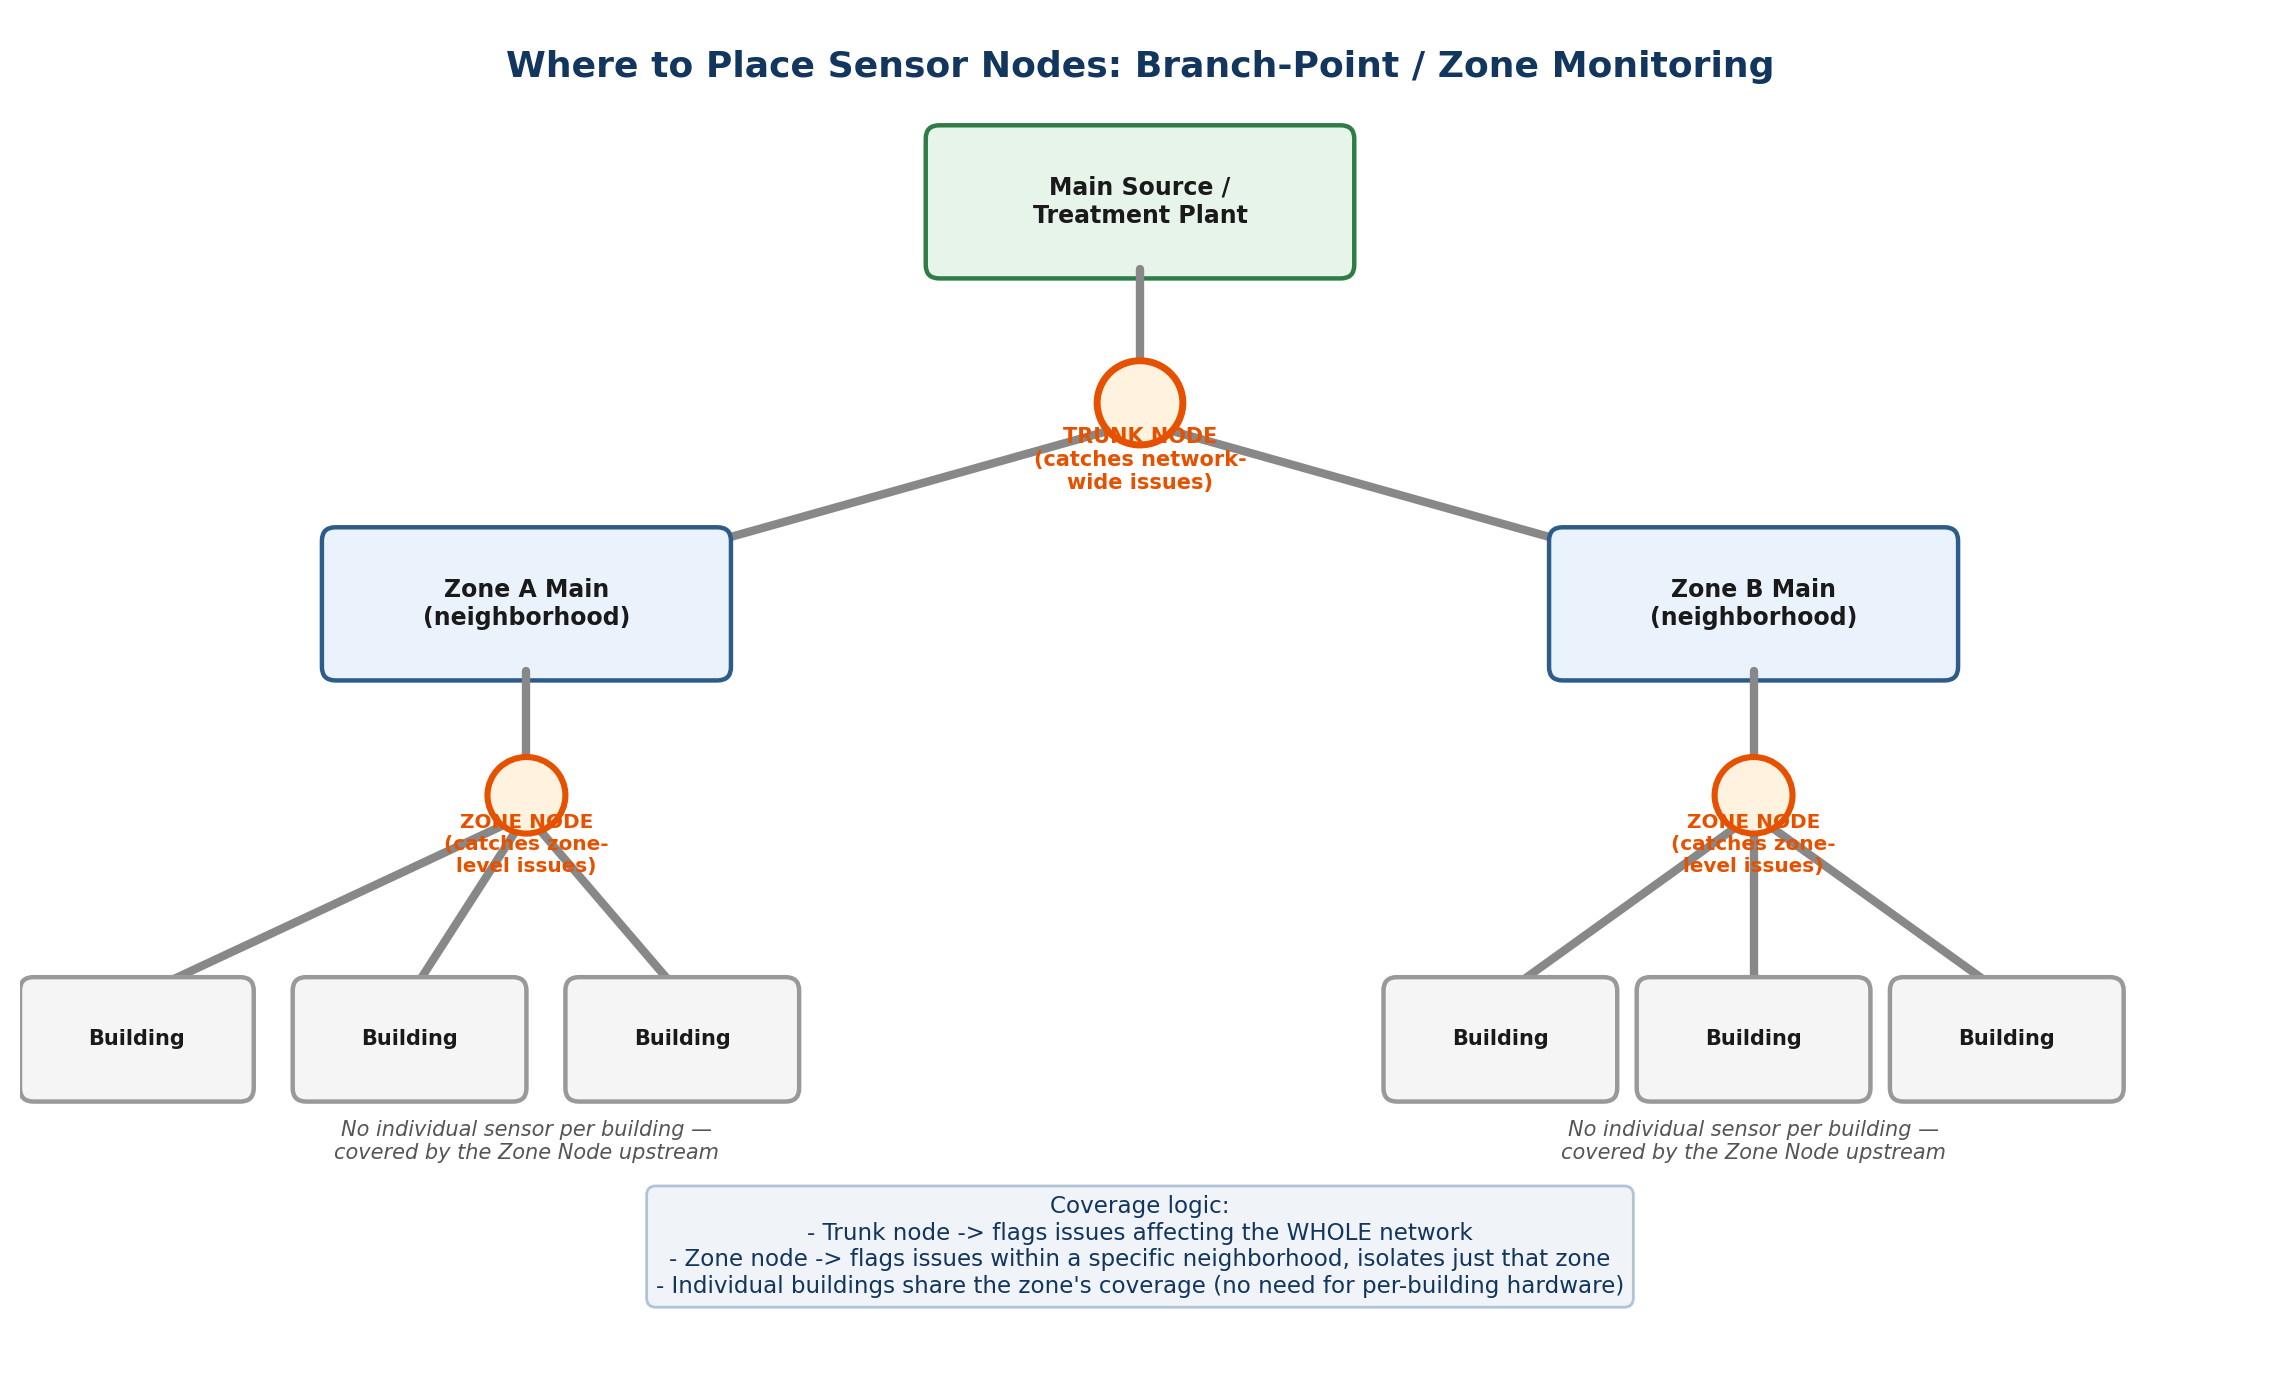 Where to Place Sensor Nodes: Branch-Point / Zone Monitoring
Main Source /
Treatment Plant
TRUNK NODE
(catches network-
wide issues)
Zone A Main
(neighborhood)
Zone B Main
(neighborhood)
ZONE NODE
(catches zone-
level issues)
ZONE NODE
(catches zone-
level issues)
Building
Building
Building
Building
Building
Building
No individual sensor per building —
covered by the Zone Node upstream
No individual sensor per building —
covered by the Zone Node upstream
Coverage logic:
- Trunk node -> flags issues affecting the WHOLE network
- Zone node -> flags issues within a specific neighborhood, isolates just that zone
- Individual buildings share the zone's coverage (no need for per-building hardware)